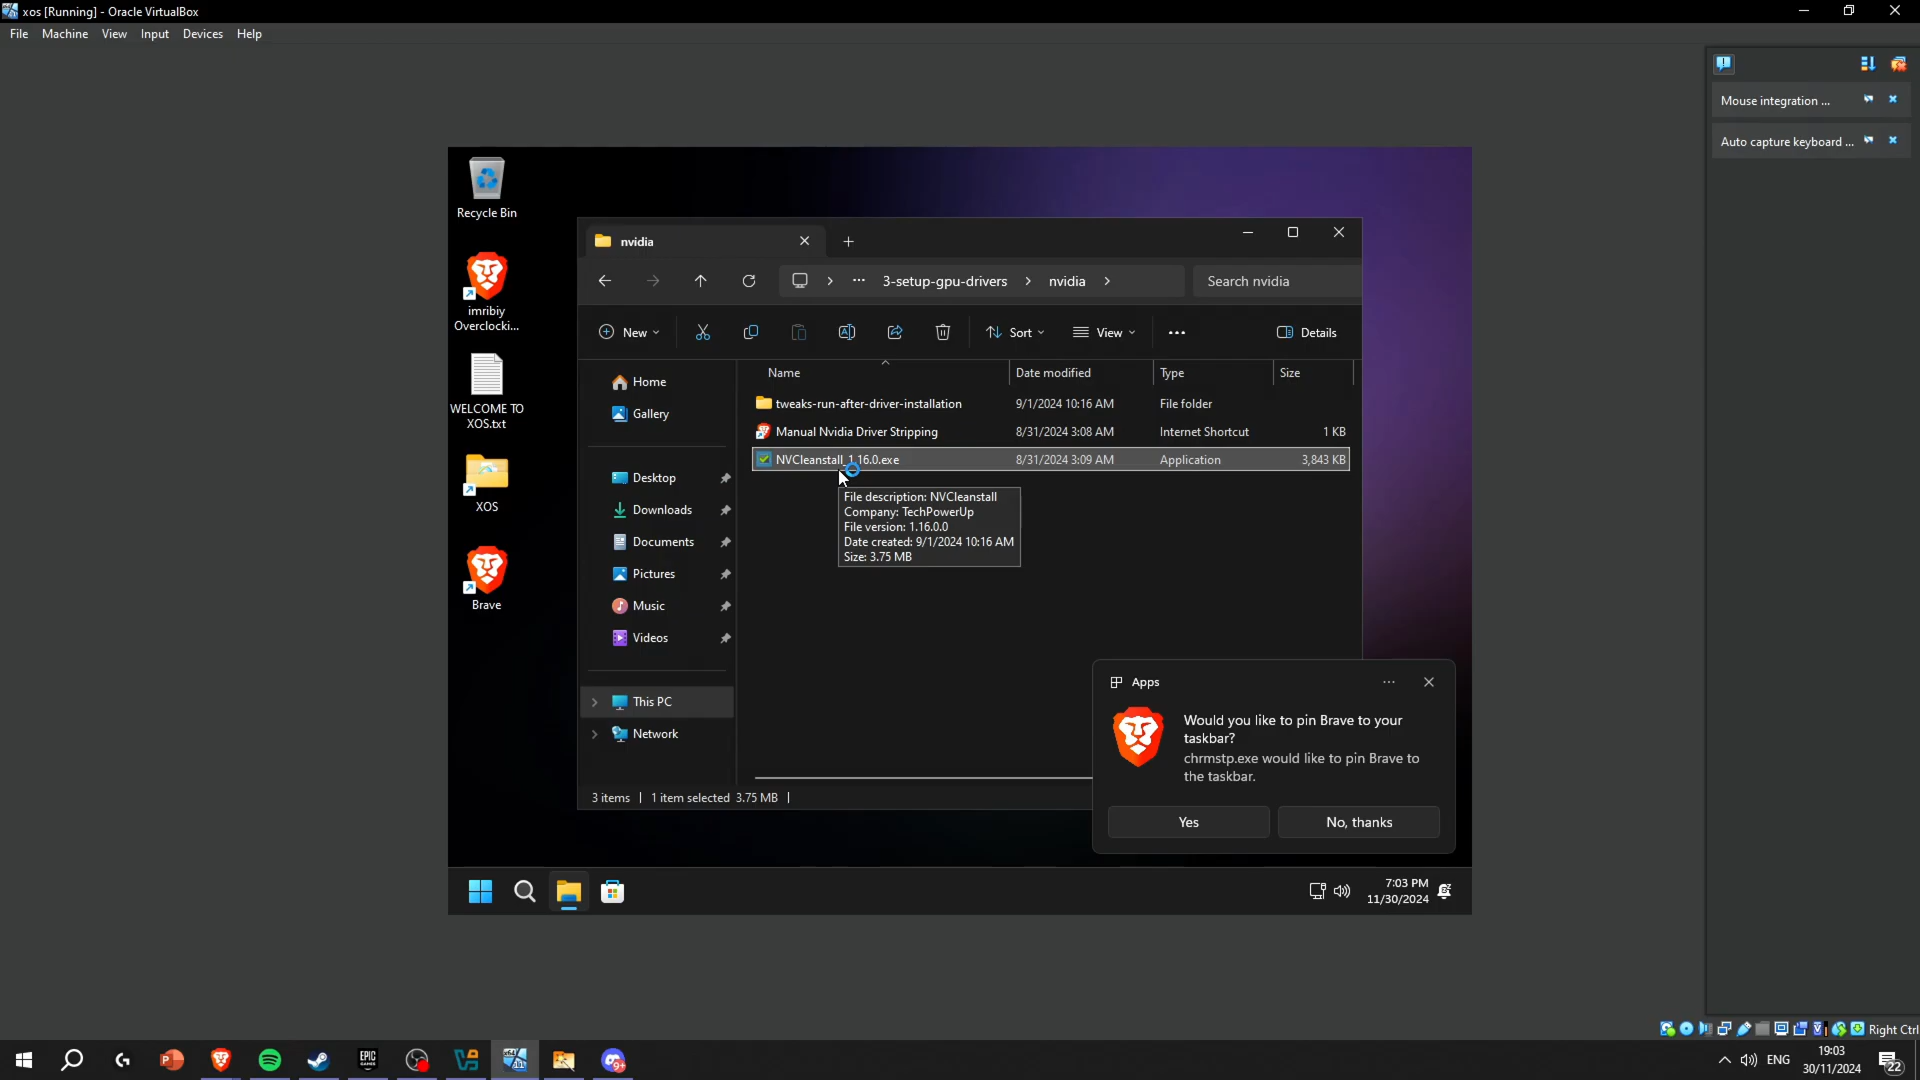 xos [Running] - Oracle VirtualBox
File Machine View Input Devices Help
Mouse integration ...
Auto capture keyboard ...
Recycle Bin
imribiy
Overclocki...
WELCOME TO
XOS.txt
XOS
Brave
nvidia
3-setup-gpu-drivers
nvidia
Search nvidia
New
Sort
View
Details
Home
Gallery
Desktop
Downloads
Documents
Pictures
Music
Videos
This PC
Network
Name Date modified Type Size
tweaks-run-after-driver-installation 9/1/2024 10:16 AM File folder
Manual Nvidia Driver Stripping 8/31/2024 3:08 AM Internet Shortcut 1 KB
NVCleanstall_1.16.0.exe 8/31/2024 3:09 AM Application 3,843 KB
File description: NVCleanstall
Company: TechPowerUp
File version: 1.16.0.0
Date created: 9/1/2024 10:16 AM
Size: 3.75 MB
3 items 1 item selected 3.75 MB
Apps
Would you like to pin Brave to your
taskbar?
chrmstp.exe would like to pin Brave to
the taskbar.
Yes
No, thanks
7:03 PM
11/30/2024
Right Ctrl
EPIC
GAMES
ENG
19:03
30/11/2024
22